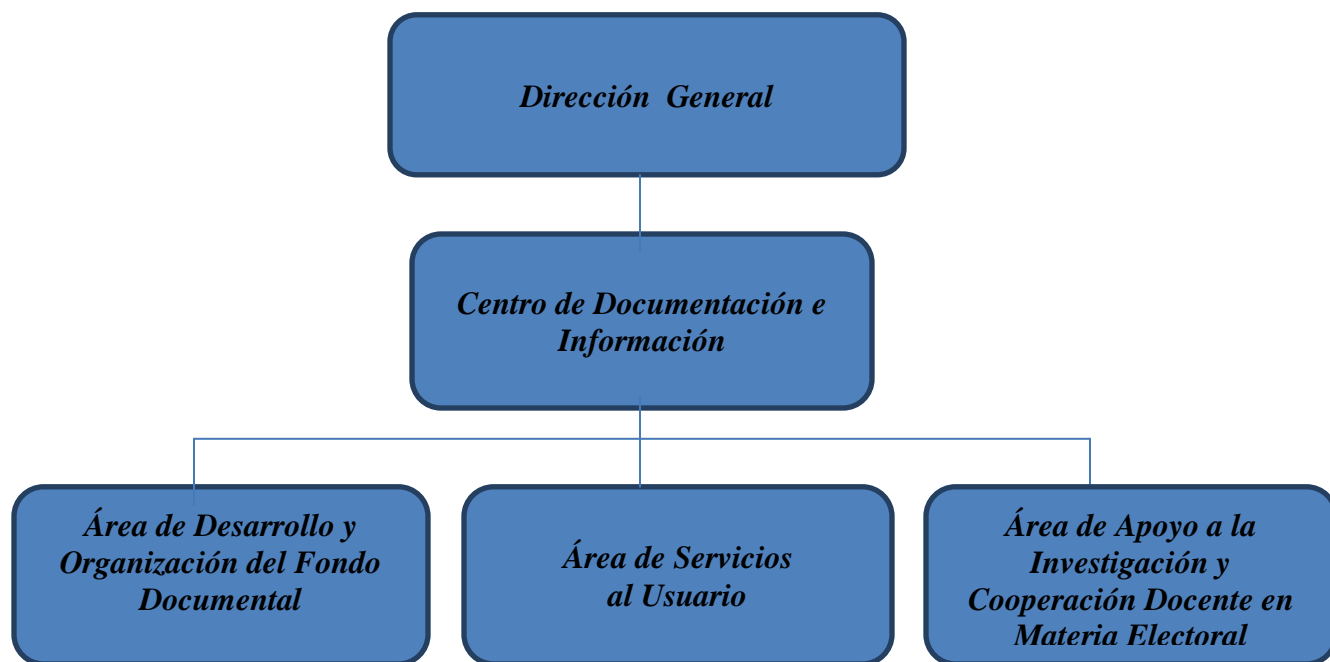 Dirección General
Centro de Documentación e
Información
Área de Desarrollo y
Organización del Fondo
Documental
Área de Servicios
al Usuario
Área de Apoyo a la
Investigación y
Cooperación Docente en
Materia Electoral